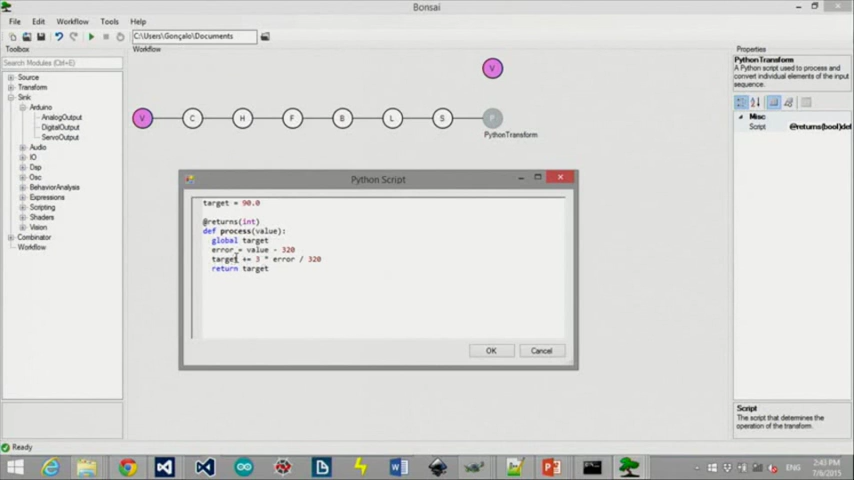 Bonsai
File Edit Workflow Tools Help
C:\Users\Gonçalo\Documents
Toolbox
Workflow
Properties
Search Modules (Ctrl+E)
Source
Transform
Sink
Arduino
AnalogOutput
DigitalOutput
ServoOutput
Audio
IO
Dsp
Osc
BehaviorAnalysis
Expressions
Scripting
Shaders
Vision
Combinator
Workflow
V
V C H F B L S P
PythonTransform
PythonTransform
A Python script used to process and
convert individual elements of the input
sequence.
Misc
Script @returns(bool)def
Python Script
target = 90.0
@returns(int)
def process(value):
global target
error = value - 320
target += 3 * error / 320
return target
OK Cancel
Script
The script that determines the
operation of the transform.
Ready
ENG
2:43 PM
7/6/2015